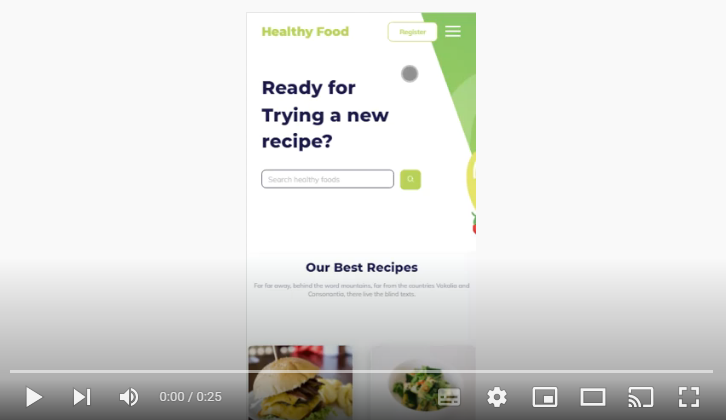 Healthy Food
Register
Ready for
Trying a new
recipe?
Search healthy foods
Our Best Recipes
Far far away, behind the word mountains, far from the countries Vokalia and
Consonantia, there live the blind texts.
0:00 / 0:25